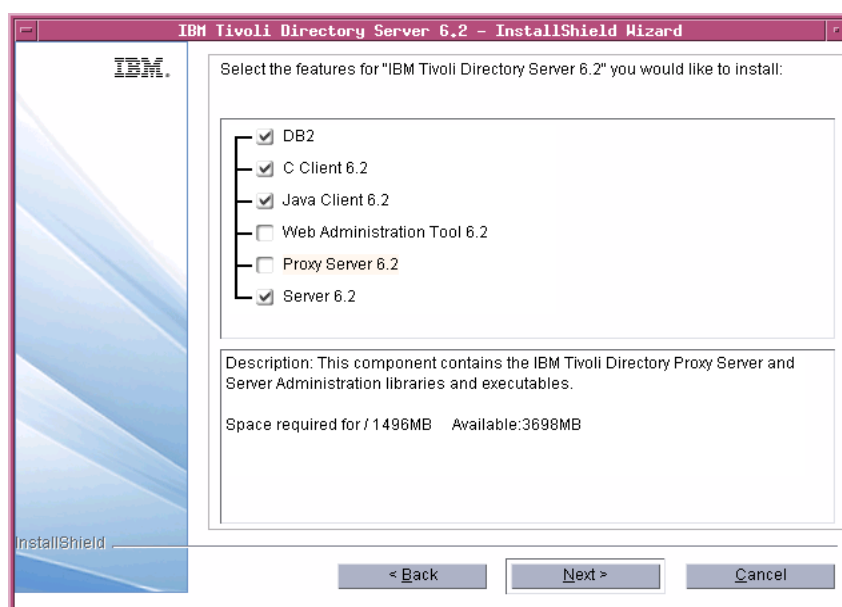 IBM Tivoli Directory Server 6.2 - InstallShield Wizard
IBM.
Select the features for "IBM Tivoli Directory Server 6.2" you would like to install:
DB2
C Client 6.2
Java Client 6.2
Web Administration Tool 6.2
Proxy Server 6.2
Server 6.2
Description: This component contains the IBM Tivoli Directory Proxy Server and
Server Administration libraries and executables.
Space required for / 1496MB Available:3698MB
InstallShield
< Back
Next >
Cancel